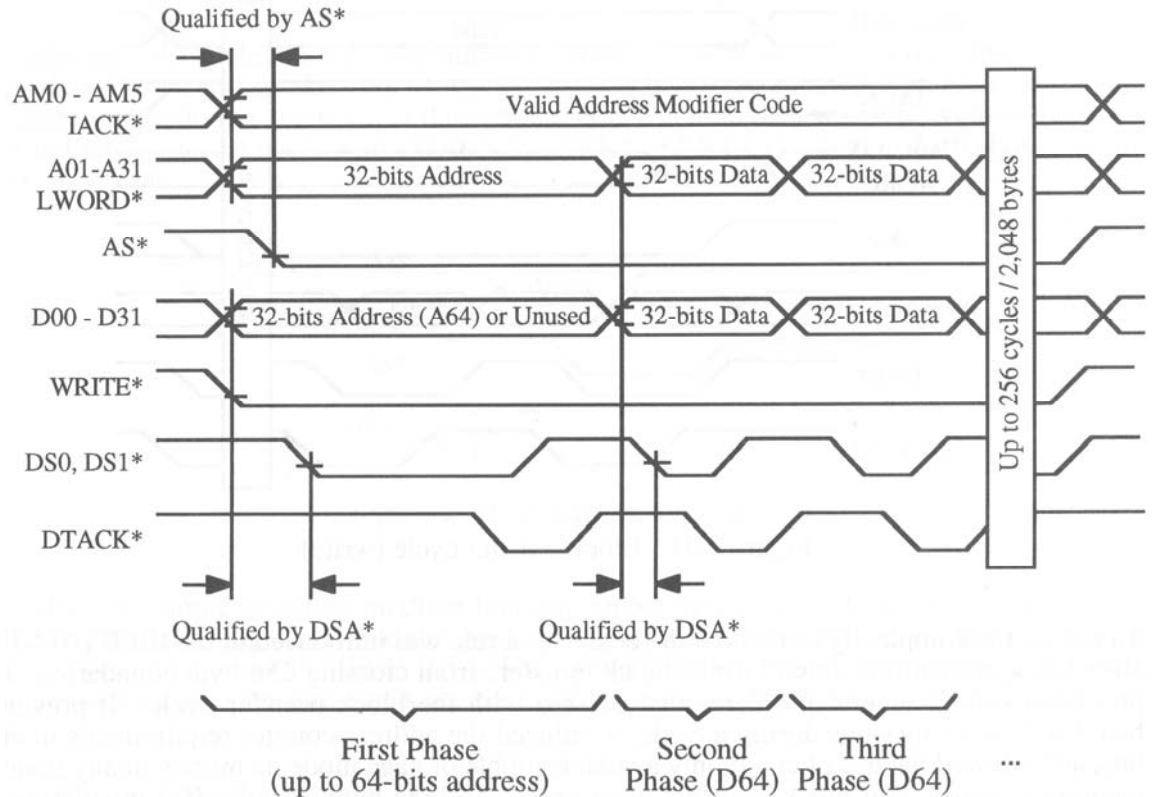 Qualified by AS*
AM0 - AM5
IACK*
Valid Address Modifier Code
A01-A31
LWORD*
32-bits Address
32-bits Data
32-bits Data
AS*
D00 - D31
32-bits Address (A64) or Unused
32-bits Data
32-bits Data
WRITE*
DS0, DS1*
DTACK*
Up to 256 cycles / 2,048 bytes
Qualified by DSA*
Qualified by DSA*
First Phase
(up to 64-bits address)
Second
Phase (D64)
Third
Phase (D64)
...